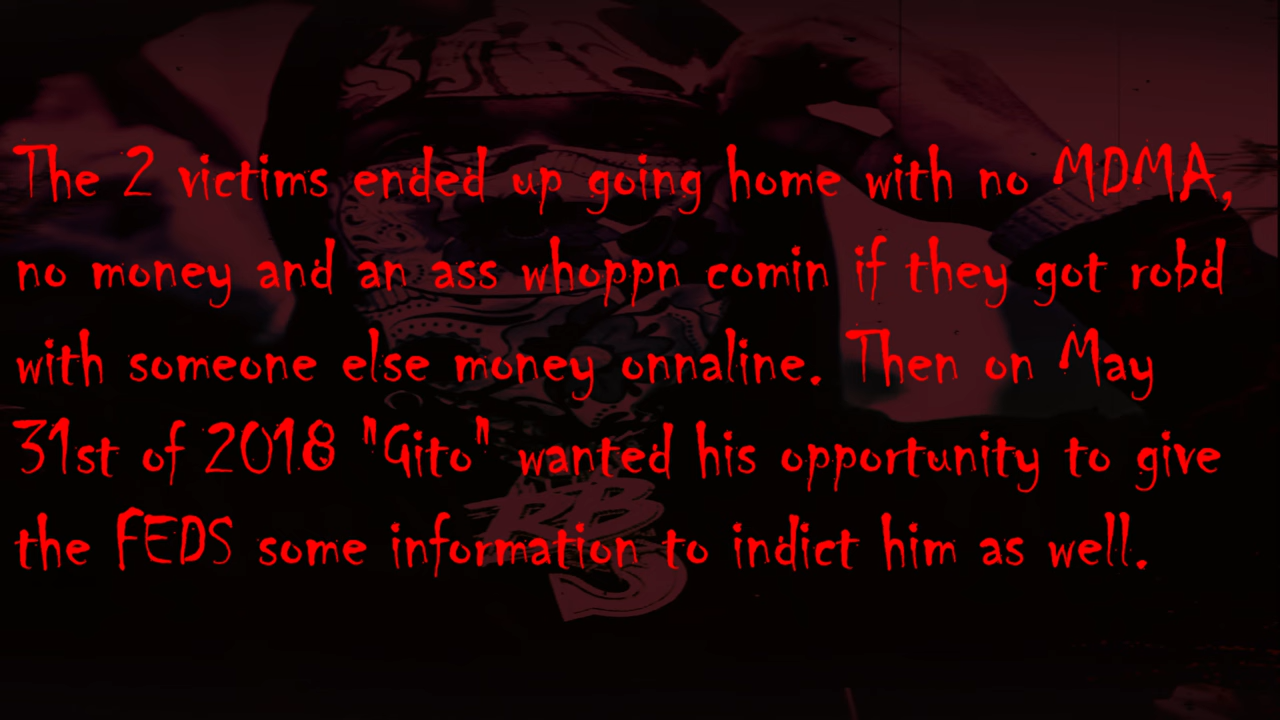 The 2 victims ended up going home with no MDMA,
no money and an ass whoppn comin if they got robd
with someone else money onnaline. Then on May
31st of 2018 "Gito" wanted his opportunity to give
the FEDS some information to indict him as well.
RB